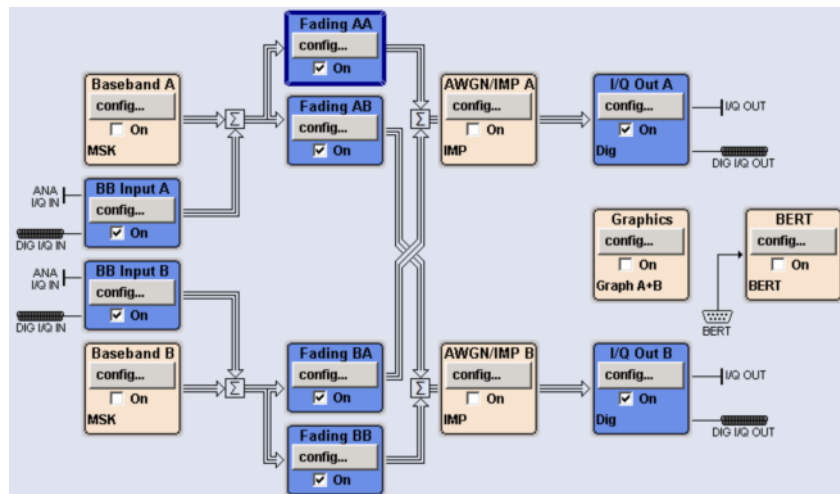 Fading AA
config...
On
Baseband A
config...
On
MSK
Σ
Fading AB
config...
On
Σ
AWGN/IMP A
config...
On
IMP
I/Q Out A
config...
On
Dig
I/Q OUT
DIG I/Q OUT
ANA
I/Q IN
DIG I/Q IN
BB Input A
config...
On
ANA
I/Q IN
DIG I/Q IN
BB Input B
config...
On
Graphics
config...
On
Graph A+B
BERT
config...
On
BERT
BERT
Baseband B
config...
On
MSK
Σ
Fading BA
config...
On
Fading BB
config...
On
Σ
AWGN/IMP B
config...
On
IMP
I/Q Out B
config...
On
Dig
I/Q OUT
DIG I/Q OUT